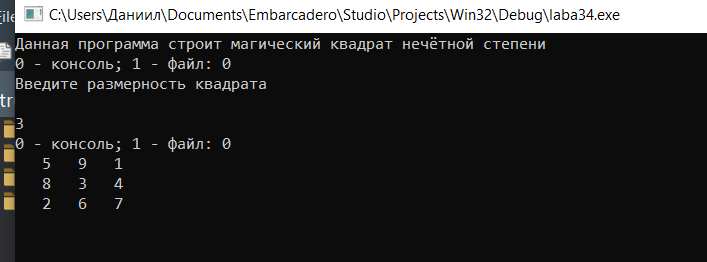 File
C:\Users\Даниил\Documents\Embarcadero\Studio\Projects\Win32\Debug\laba34.exe
Данная программа строит магический квадрат нечётной степени
0 - консоль; 1 - файл: 0
Введите размерность квадрата
tr
3
0 - консоль; 1 - файл: 0
5 9 1
8 3 4
2 6 7